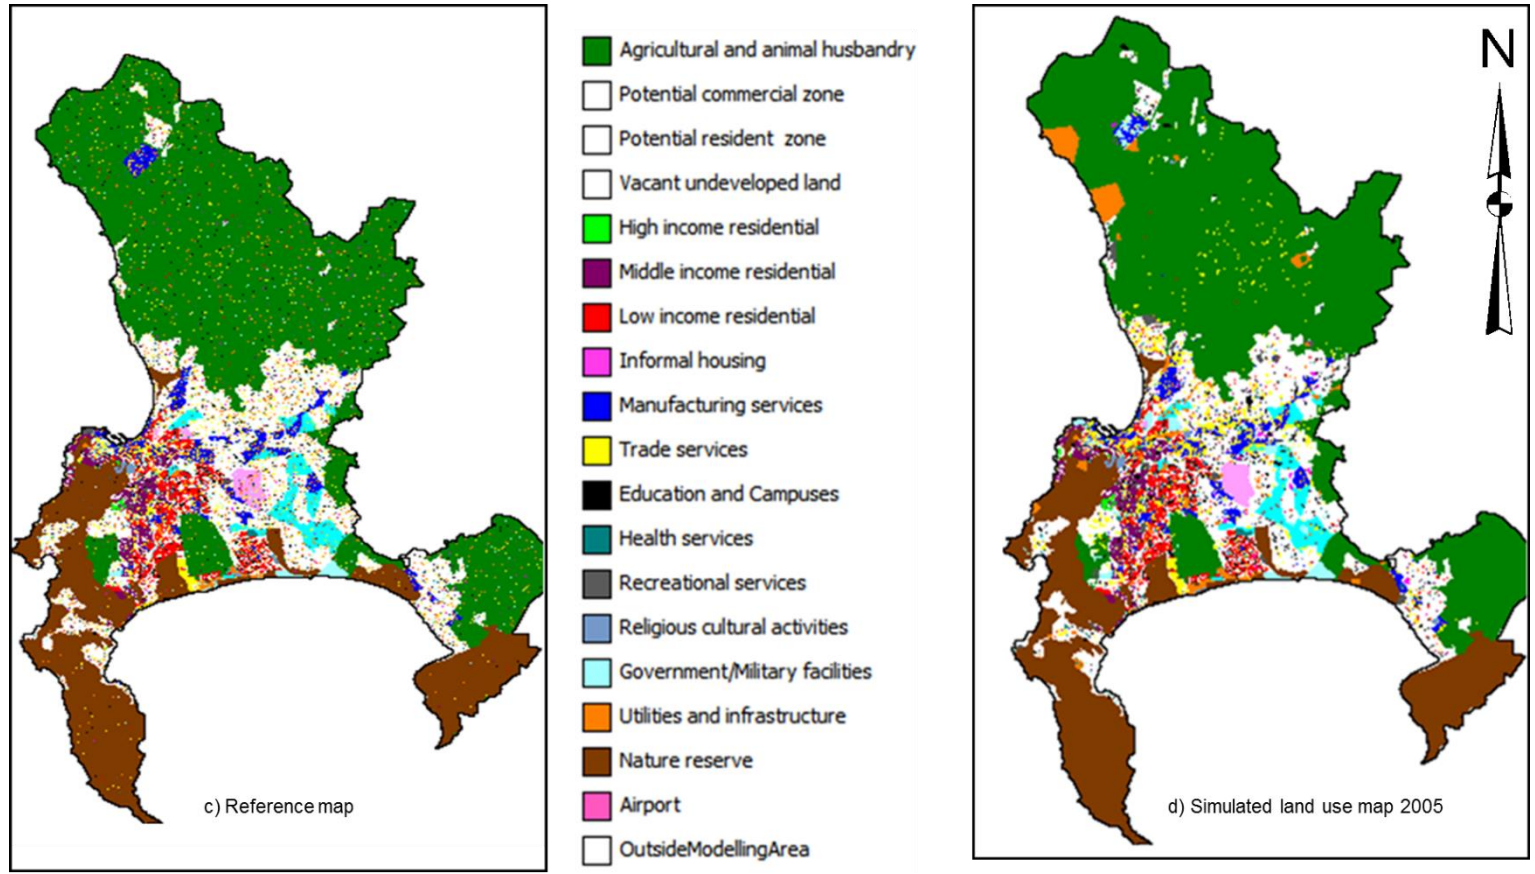 Agricultural and animal husbandry
Potential commercial zone
Potential resident zone
Vacant undeveloped land
High income residential
Middle income residential
Low income residential
Informal housing
Manufacturing services
Trade services
Education and Campuses
Health services
Recreational services
Religious cultural activities
Government/Military facilities
Utilities and infrastructure
Nature reserve
Airport
OutsideModellingArea
c) Reference map
N
d) Simulated land use map 2005